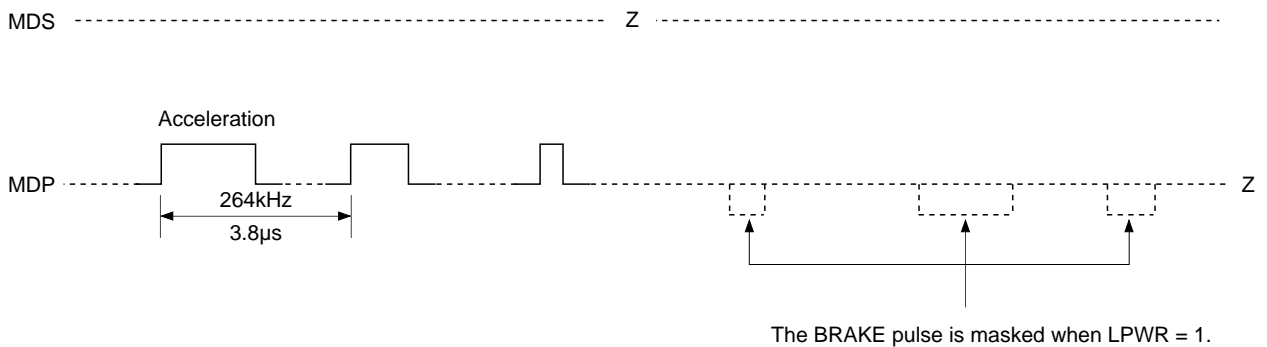 MDS Z
Acceleration
MDP Z
264kHz
3.8µs
The BRAKE pulse is masked when LPWR = 1.